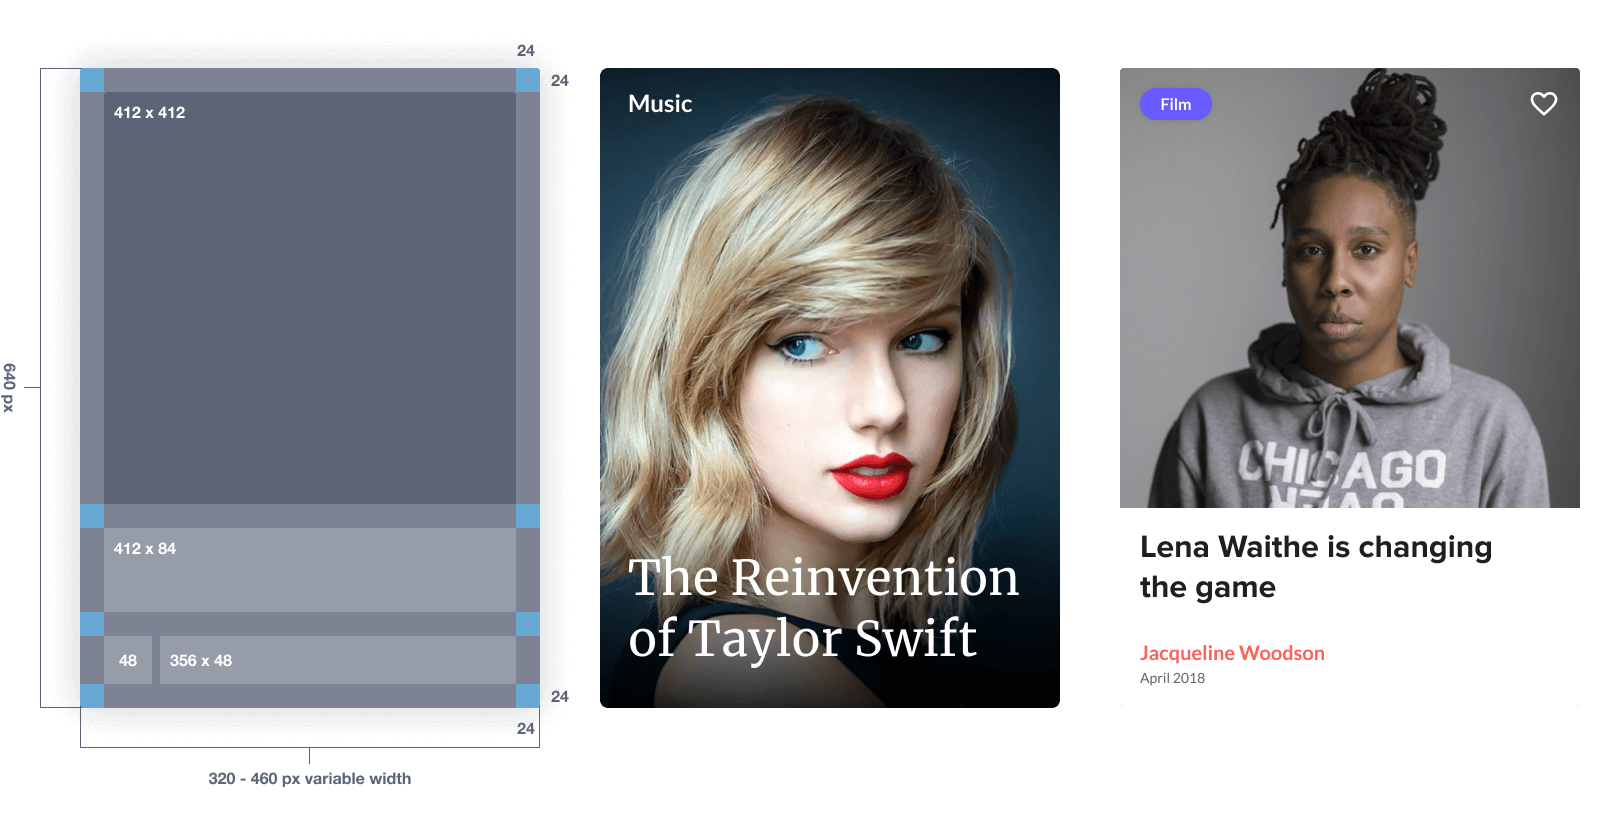 24
24
412 x 412
640 px
412 x 84
48
356 x 48
24
24
320 - 460 px variable width
Music
The Reinvention
of Taylor Swift
Film
CHICAGO
Lena Waithe is changing
the game
Jacqueline Woodson
April 2018